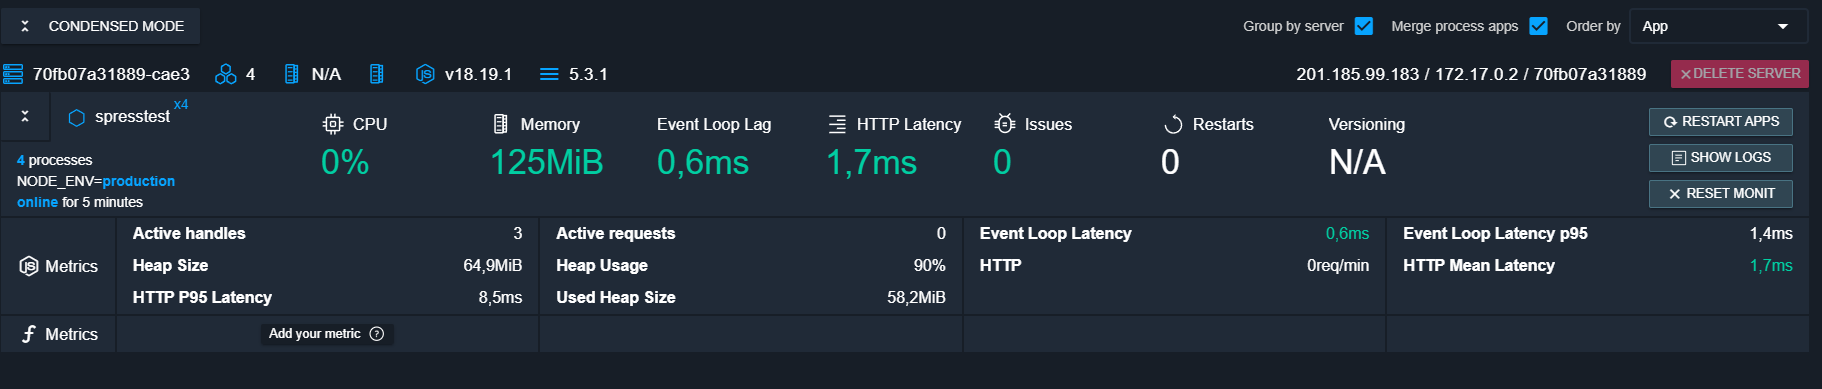 CONDENSED MODE
Group by server Merge process apps Order by App
70fb07a31889-cae3 4 N/A JS v18.19.1 5.3.1 201.185.99.183 / 172.17.0.2 / 70fb07a31889 DELETE SERVER
spresstest x4
4 processes
NODE_ENV=production
online for 5 minutes
CPU
0%
Memory
125MiB
Event Loop Lag
0,6ms
HTTP Latency
1,7ms
Issues
0
Restarts
0
Versioning
N/A
RESTART APPS
SHOW LOGS
RESET MONIT
JS Metrics
Active handles 3
Heap Size 64,9MiB
HTTP P95 Latency 8,5ms
Active requests 0
Heap Usage 90%
Used Heap Size 58,2MiB
Event Loop Latency 0,6ms
HTTP 0req/min
Event Loop Latency p95 1,4ms
HTTP Mean Latency 1,7ms
Metrics
Add your metric ?